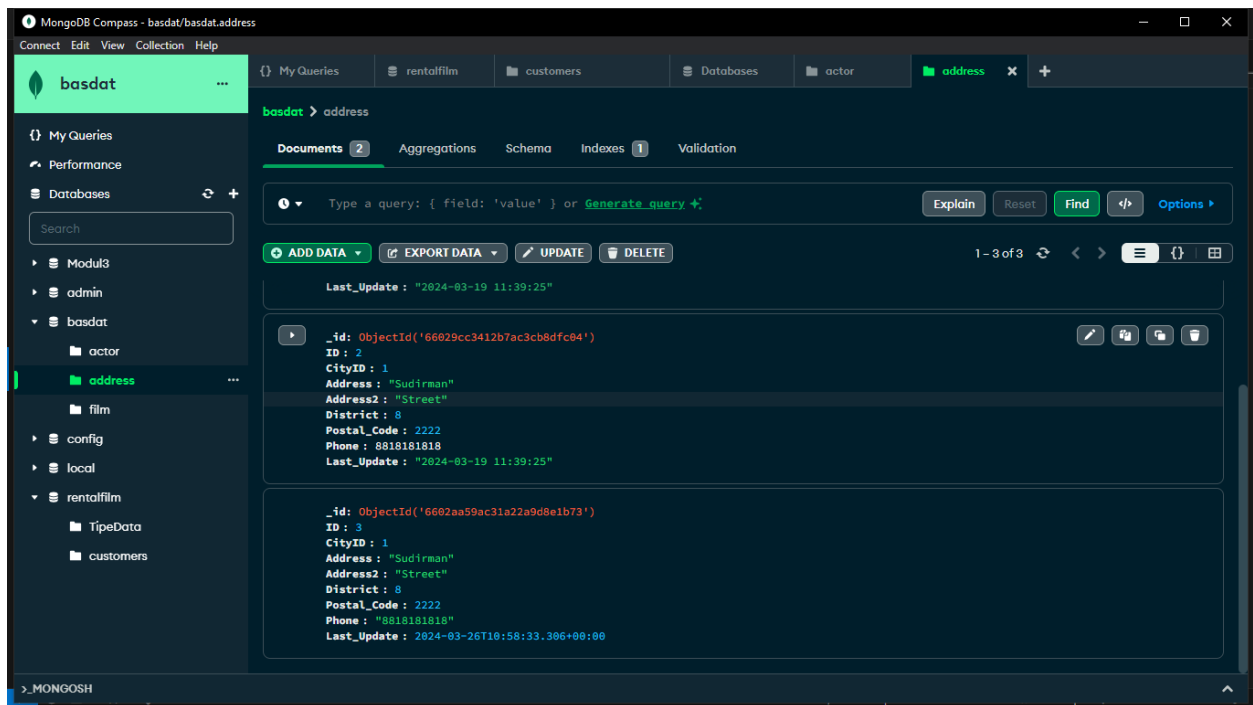 MongoDB Compass - basdat/basdat.address
Connect Edit View Collection Help
basdat
{} My Queries
rentalfilm
customers
Databases
actor
address
basdat > address
My Queries
Performance
Databases
Search
Modul3
admin
basdat
actor
address
film
config
local
rentalfilm
TipeData
customers
Documents 2
Aggregations
Schema
Indexes 1
Validation
Type a query: { field: 'value' } or Generate query
Explain
Reset
Find
</>
Options
ADD DATA
EXPORT DATA
UPDATE
DELETE
1 – 3 of 3
{}
Last_Update : "2024-03-19 11:39:25"
_id: ObjectId('66029cc3412b7ac3cb8dfc04')
ID : 2
CityID : 1
Address : "Sudirman"
Address2 : "Street"
District : 8
Postal_Code : 2222
Phone : 8818181818
Last_Update : "2024-03-19 11:39:25"
_id: ObjectId('6602aa59ac31a22a9d8e1b73')
ID : 3
CityID : 1
Address : "Sudirman"
Address2 : "Street"
District : 8
Postal_Code : 2222
Phone : "8818181818"
Last_Update : 2024-03-26T10:58:33.306+00:00
>_MONGOSH